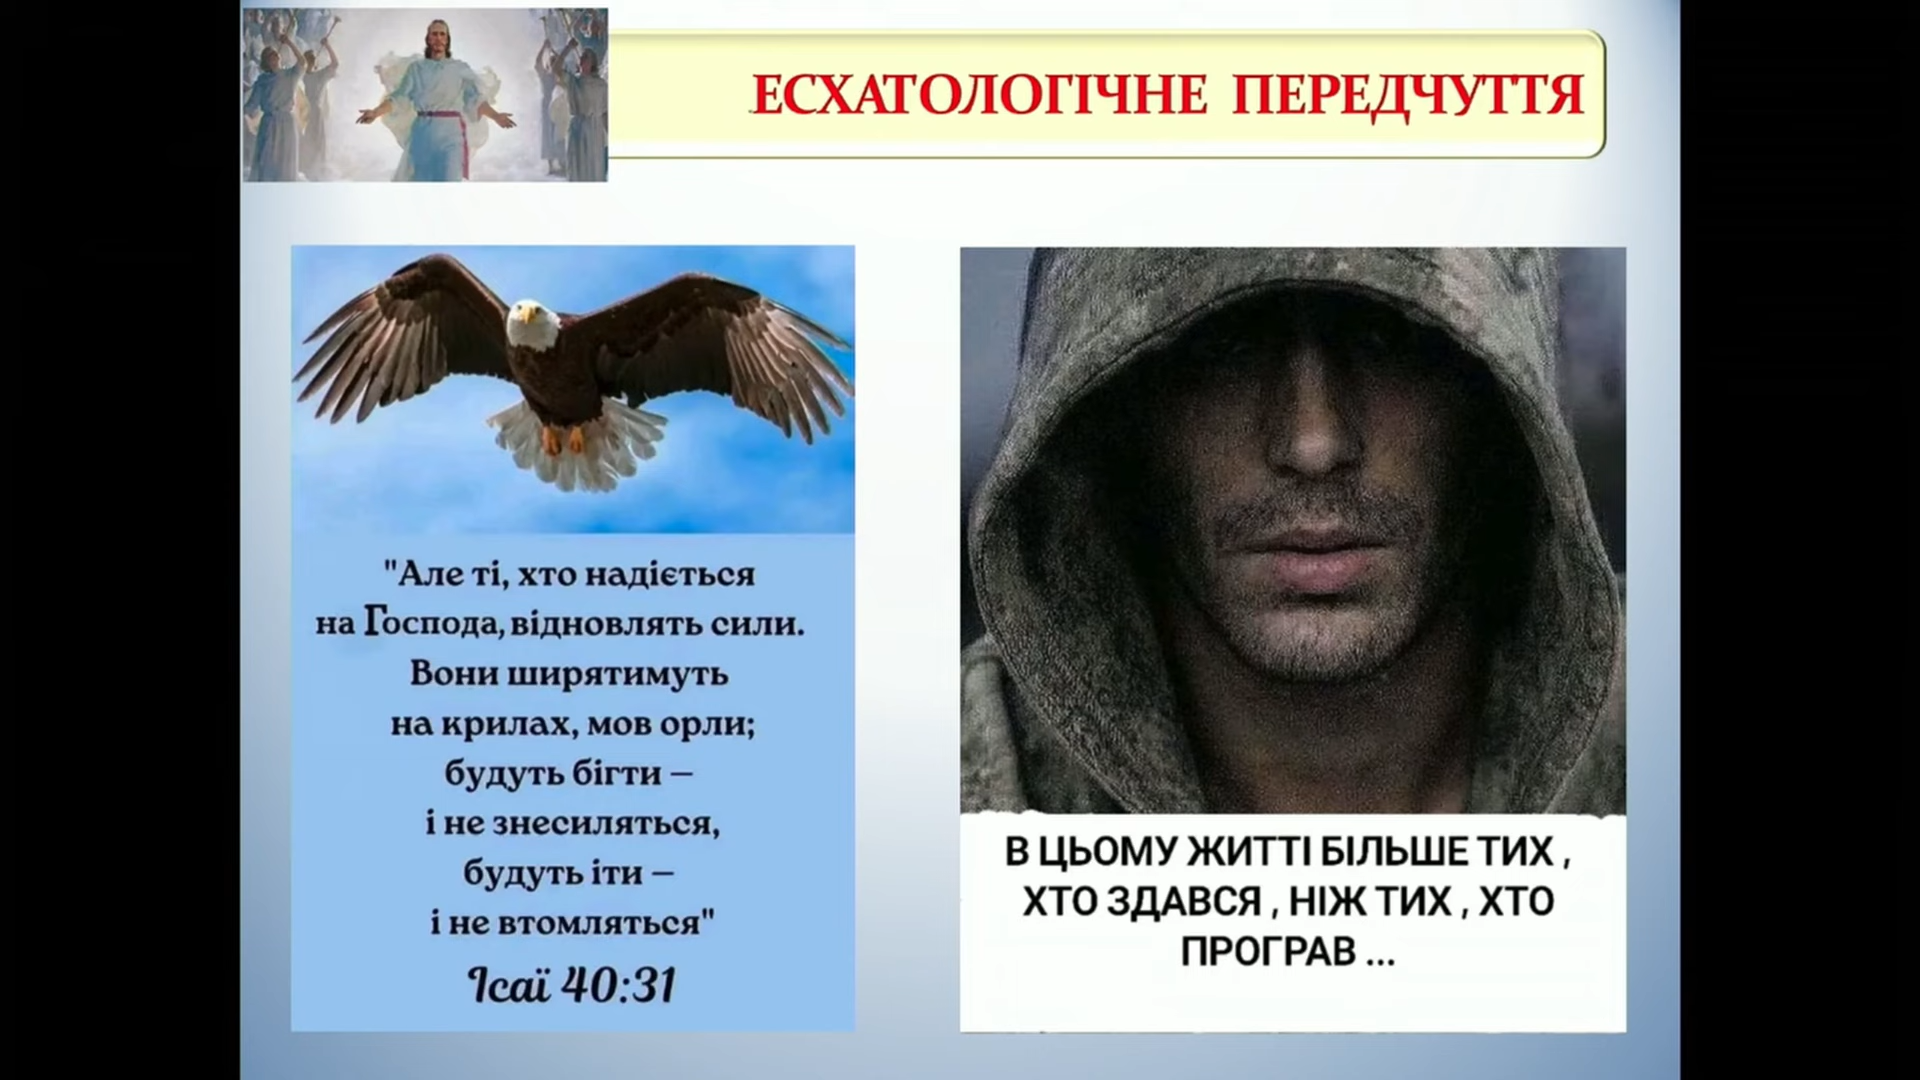 ЕСХАТОЛОГІЧНЕ ПЕРЕДЧУТТЯ
"Але ті, хто надіється
на Господа, відновлять сили.
Вони ширятимуть
на крилах, мов орли;
будуть бігти –
і не знесиляться,
будуть іти –
і не втомляться"
Ісаї 40:31
В ЦЬОМУ ЖИТТІ БІЛЬШЕ ТИХ ,
ХТО ЗДАВСЯ , НІЖ ТИХ , ХТО
ПРОГРАВ ...